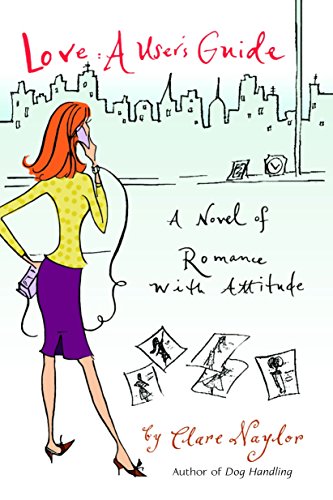 Love: A User's Guide
A Novel of
Romance
With Attitude
by Clare Naylor
Author of Dog Handling